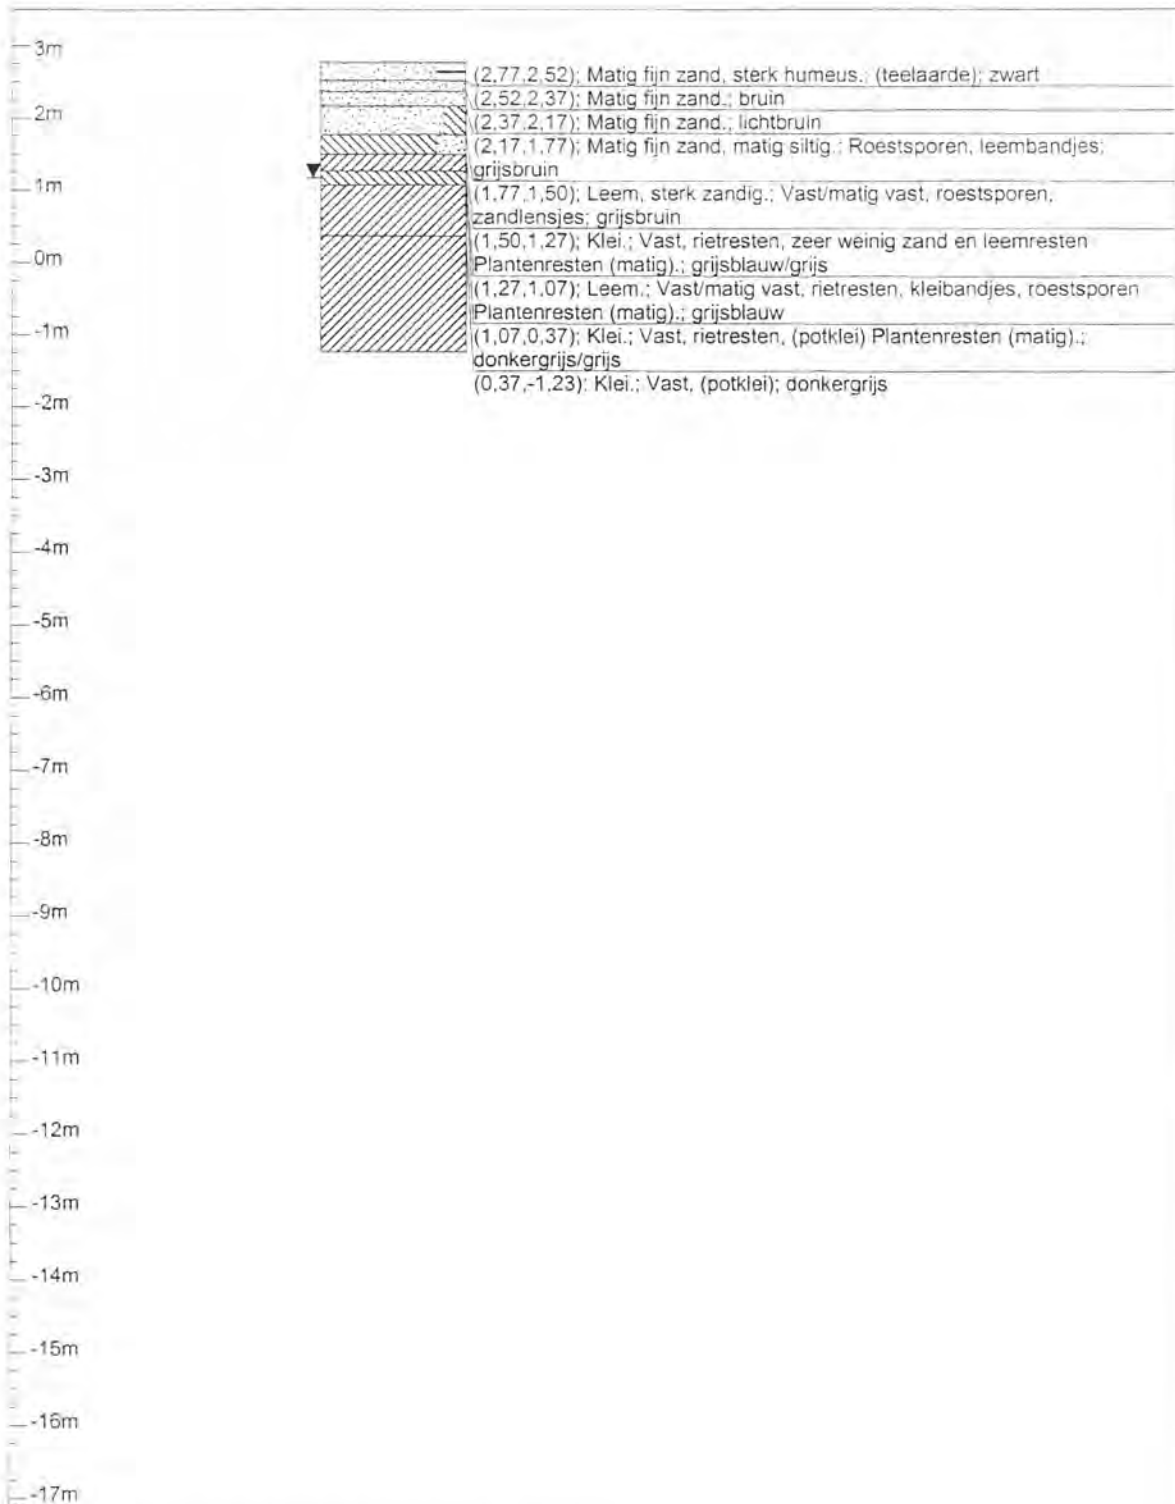 3m
(2,77,2,52); Matig fijn zand, sterk humeus.; (teelaarde); zwart
(2,52,2,37); Matig fijn zand.; bruin
2m
(2,37,2,17); Matig fijn zand.; lichtbruin
(2,17,1,77); Matig fijn zand, matig siltig.; Roestsporen, leembandjes;
grijsbruin
1m
(1,77,1,50); Leem, sterk zandig.; Vast/matig vast, roestsporen,
zandlensjes; grijsbruin
(1,50,1,27); Klei.; Vast, rietresten, zeer weinig zand en leemresten
0m
Plantenresten (matig).; grijsblauw/grijs
(1,27,1,07); Leem.; Vast/matig vast, rietresten, kleibandjes, roestsporen
Plantenresten (matig).; grijsblauw
-1m
(1,07,0,37); Klei.; Vast, rietresten, (potklei) Plantenresten (matig).;
donkergrijs/grijs
(0,37,-1,23); Klei.; Vast, (potklei); donkergrijs
-2m
-3m
-4m
-5m
-6m
-7m
-8m
-9m
-10m
-11m
-12m
-13m
-14m
-15m
-16m
-17m